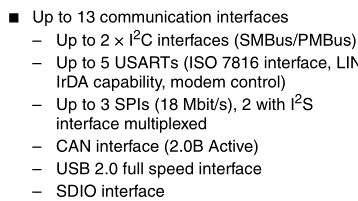 ■ Up to 13 communication interfaces
– Up to 2 × I²C interfaces (SMBus/PMBus)
– Up to 5 USARTs (ISO 7816 interface, LIN
IrDA capability, modem control)
– Up to 3 SPIs (18 Mbit/s), 2 with I²S
interface multiplexed
– CAN interface (2.0B Active)
– USB 2.0 full speed interface
– SDIO interface